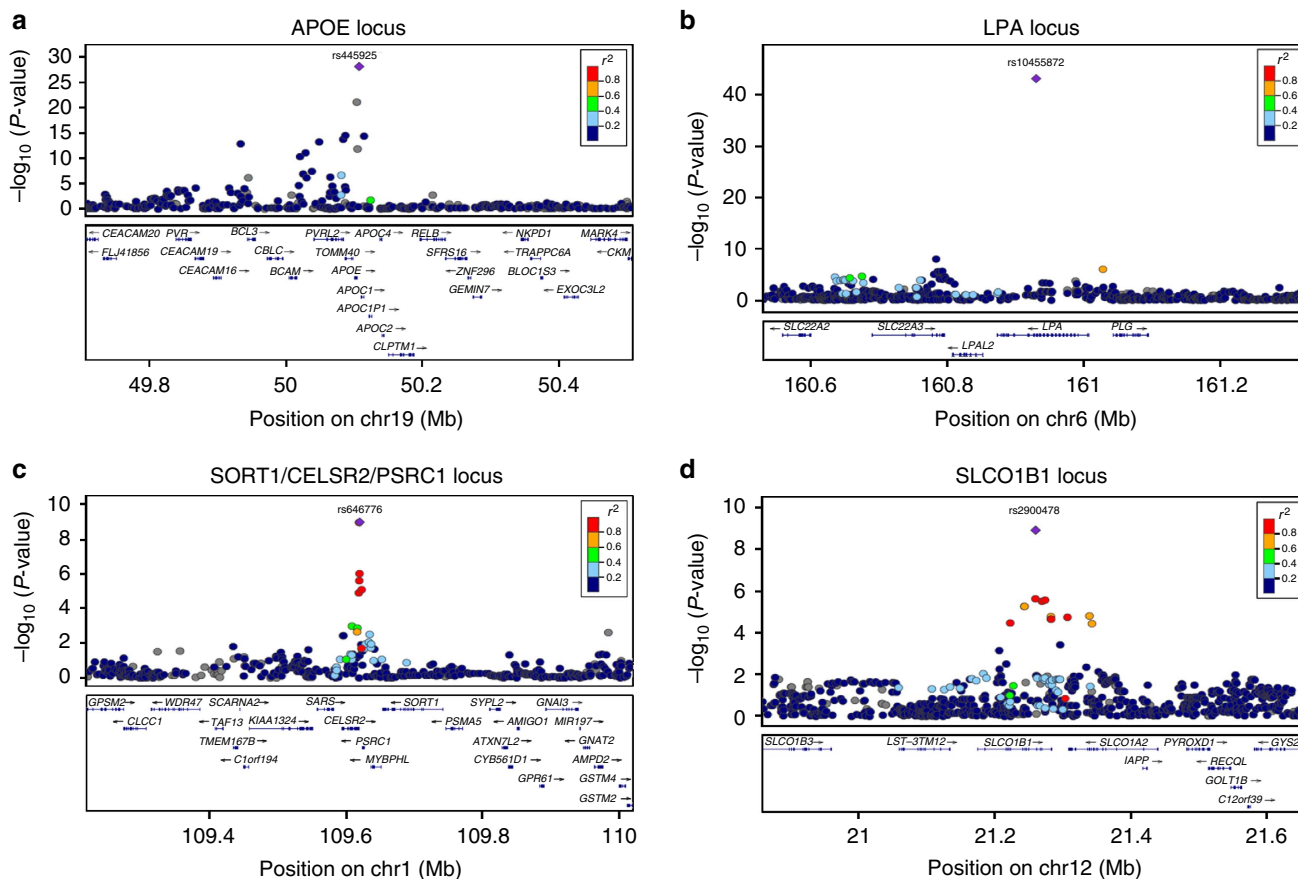 a
APOE locus
30
25
20
15
10
5
0
–log10 (P-value)
rs445925
r2
0.8
0.6
0.4
0.2
CEACAM20 PVR→ BCL3→ PVRL2→ APOC4→ RELB→ NKPD1 MARK4→
FLJ41856 CEACAM19→ CBLC→ TOMM40→ SFRS16→ TRAPPC6A CKM
CEACAM16→ BCAM→ APOE→ ZNF296 BLOC1S3→
APOC1→ GEMIN7→ EXOC3L2
APOC1P1→
APOC2→
CLPTM1→
49.8 50 50.2 50.4
Position on chr19 (Mb)
b
LPA locus
40
30
20
10
0
–log10 (P-value)
rs10455872
r2
0.8
0.6
0.4
0.2
←SLC22A2 SLC22A3→ ←LPA PLG→
←LPAL2
160.6 160.8 161 161.2
Position on chr6 (Mb)
c
SORT1/CELSR2/PSRC1 locus
10
8
6
4
2
0
–log10 (P-value)
rs646776
r2
0.8
0.6
0.4
0.2
GPSM2→ ←WDR47 SCARNA2→ SARS→ ←SORT1 SYPL2→ GNAI3→
←CLCC1 ←TAF13 KIAA1324→ CELSR2→ ←PSMA5 AMIGO1 MIR197→
TMEM167B→ ←PSRC1 ATXN7L2→ ←GNAT2
←C1orf194 ←MYBPHL CYB561D1→ AMPD2→
GPR61→ GSTM4→
GSTM2→
109.4 109.6 109.8 110
Position on chr1 (Mb)
d
SLCO1B1 locus
10
8
6
4
2
0
–log10 (P-value)
rs2900478
r2
0.8
0.6
0.4
0.2
SLCO1B3→ LST–3TM12→ SLCO1B1→ ←SLCO1A2 PYROXD1→ ←GYS2
IAPP→ ←RECQL
GOLT1B→
C12orf39→
21 21.2 21.4 21.6
Position on chr12 (Mb)